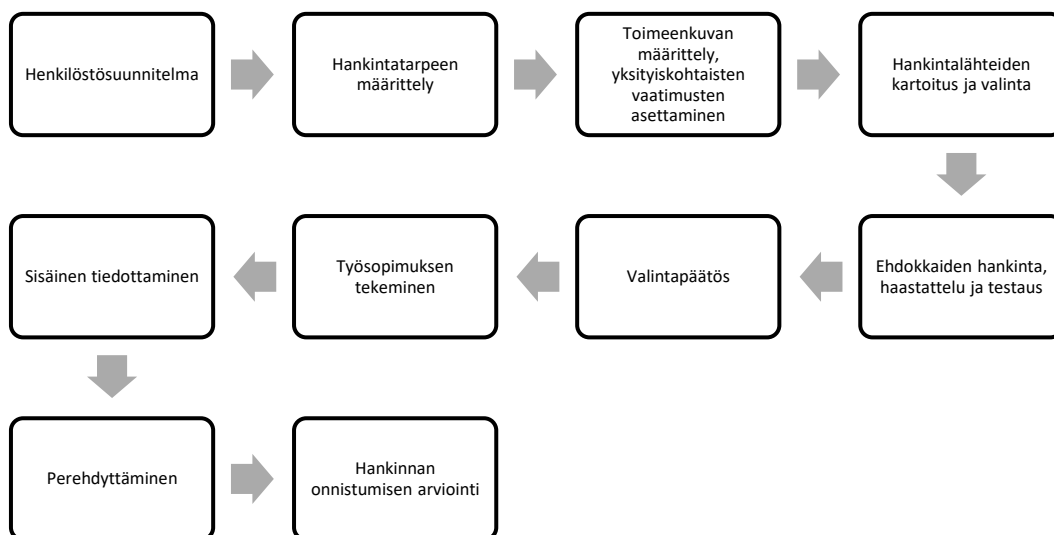 Henkilöstösuunnitelma
Hankintatarpeen
määrittely
Toimeenkuvan
määrittely,
yksityiskohtaisten
vaatimusten
asettaminen
Hankintalähteiden
kartoitus ja valinta
Ehdokkaiden hankinta,
haastattelu ja testaus
Valintapäätös
Työsopimuksen
tekeminen
Sisäinen tiedottaminen
Perehdyttäminen
Hankinnan
onnistumisen arviointi